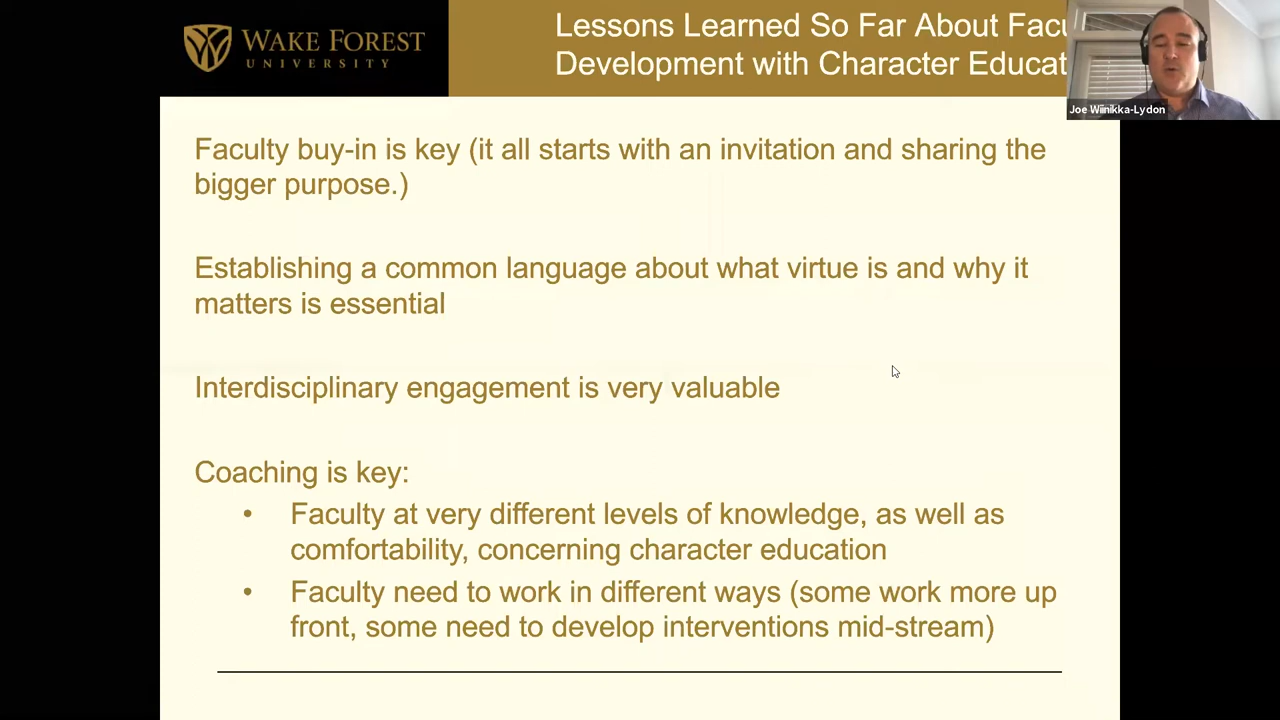 WAKE FOREST
UNIVERSITY
Lessons Learned So Far About
Development with Character
Joe Wiinikka-Lydon
Faculty buy-in is key (it all starts with an invitation and sharing the
bigger purpose.)
Establishing a common language about what virtue is and why it
matters is essential
Interdisciplinary engagement is very valuable
Coaching is key:
• Faculty at very different levels of knowledge, as well as
comfortability, concerning character education
• Faculty need to work in different ways (some work more up
front, some need to develop interventions mid-stream)